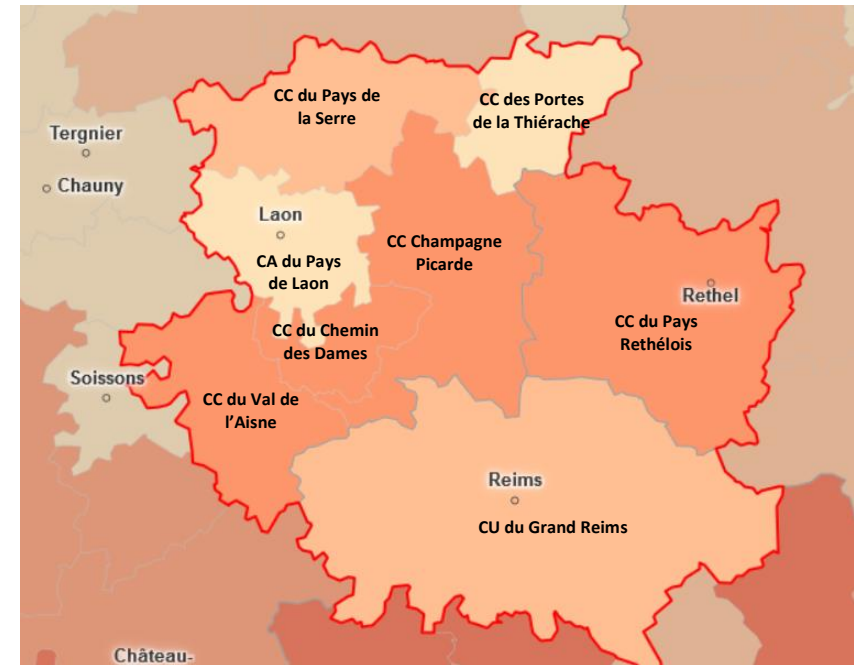 CC du Pays de
la Serre
CC des Portes
de la Thiérache
Tergnier
Chauny
Laon
CA du Pays
de Laon
CC Champagne
Picarde
Rethel
CC du Pays
Rethélois
CC du Chemin
des Dames
Soissons
CC du Val de
l’Aisne
Reims
CU du Grand Reims
Château-